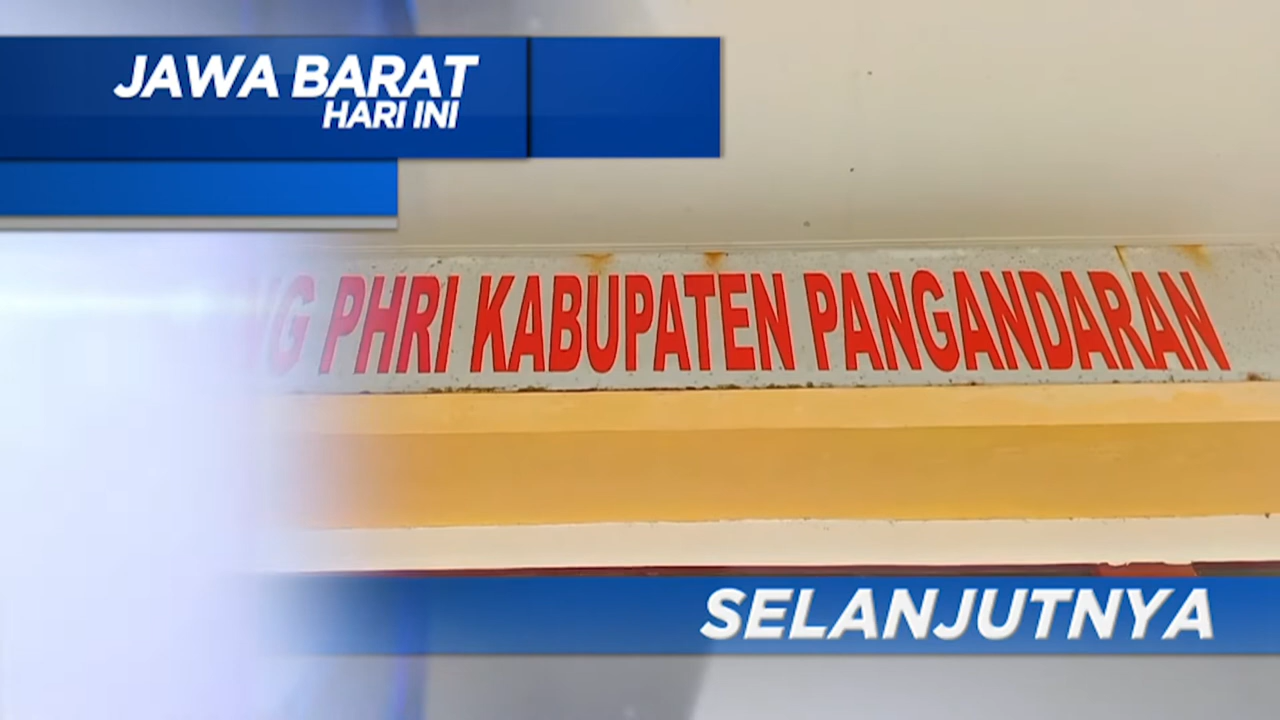 JAWA BARAT
HARI INI
PHRI KABUPATEN PANGANDARAN
SELANJUTNYA